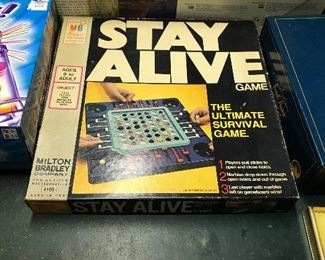 MB
STAY
ALIVE
GAME
AGES
8 to
ADULT
OBJECT:
THE
ULTIMATE
SURVIVAL
GAME.
1 Players pull slides to
open and close holes.
2 Marbles drop down through
open holes and out of game.
3 Last player with marbles
left on gameboard wins!
MILTON
BRADLEY
COMPANY
4105
STAY ALIVE